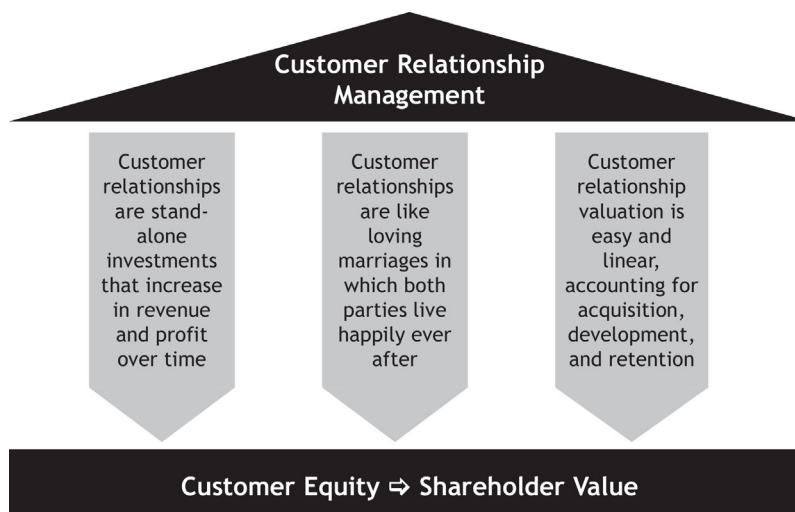 Customer Relationship
Management
Customer
relationships
are stand-
alone
investments
that increase
in revenue
and profit
over time
Customer
relationships
are like
loving
marriages in
which both
parties live
happily ever
after
Customer
relationship
valuation is
easy and
linear,
accounting for
acquisition,
development,
and retention
Customer Equity ⇨ Shareholder Value